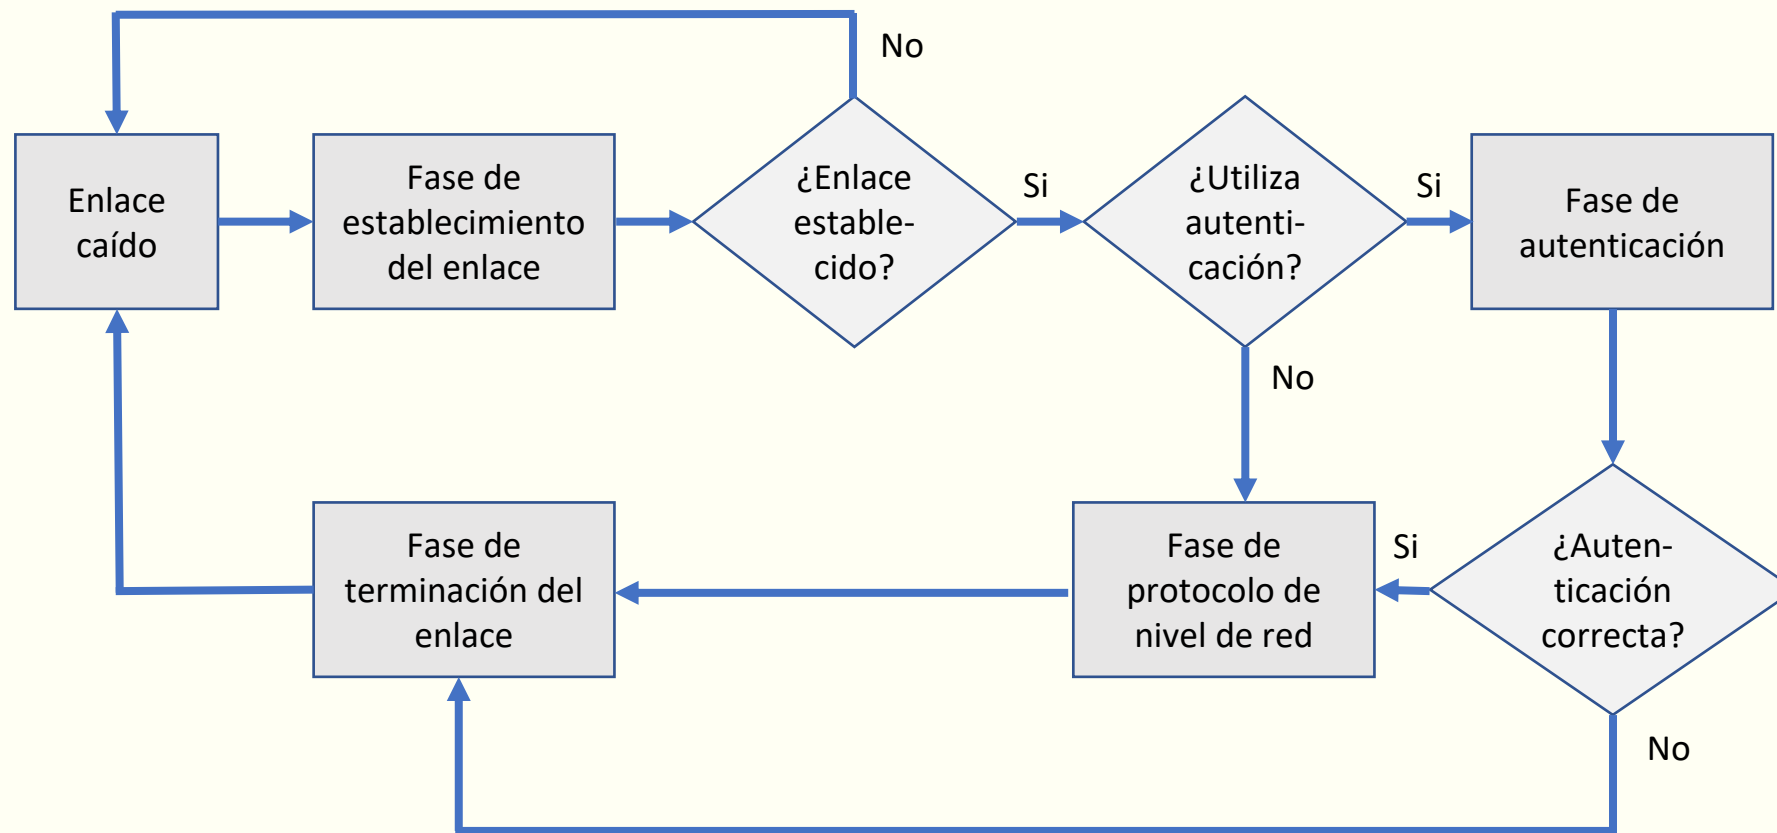 No
Enlace
caído
Fase de
establecimiento
del enlace
¿Enlace
estable-
cido?
Si
¿Utiliza
autenti-
cación?
Si
Fase de
autenticación
No
Fase de
terminación del
enlace
Fase de
protocolo de
nivel de red
Si
¿Auten-
ticación
correcta?
No